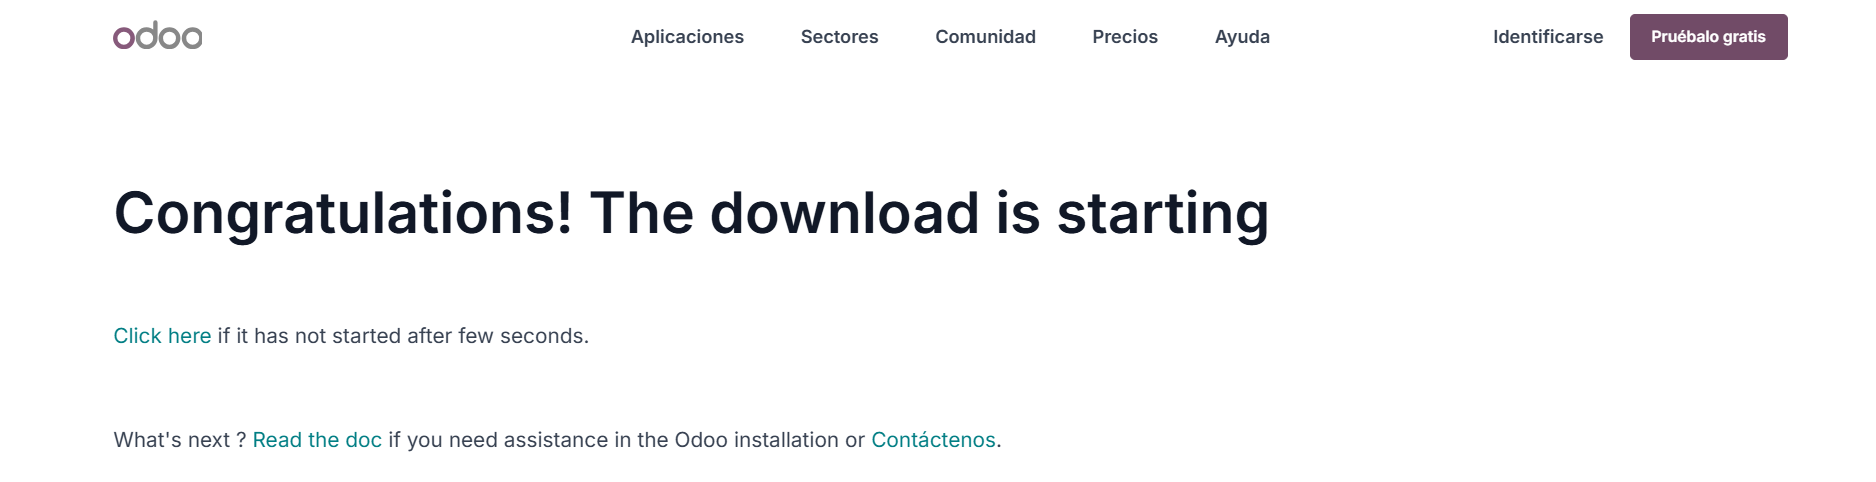 odoo Aplicaciones Sectores Comunidad Precios Ayuda Identificarse Pruébalo gratis
Congratulations! The download is starting
Click here if it has not started after few seconds.
What's next ? Read the doc if you need assistance in the Odoo installation or Contáctenos.